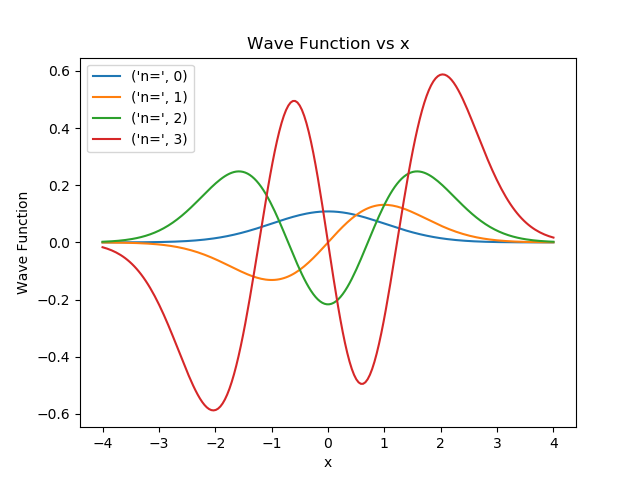 Wave Function vs x
('n=', 0)
('n=', 1)
('n=', 2)
('n=', 3)
Wave Function
0.6
0.4
0.2
0.0
−0.2
−0.4
−0.6
−4 −3 −2 −1 0 1 2 3 4
x